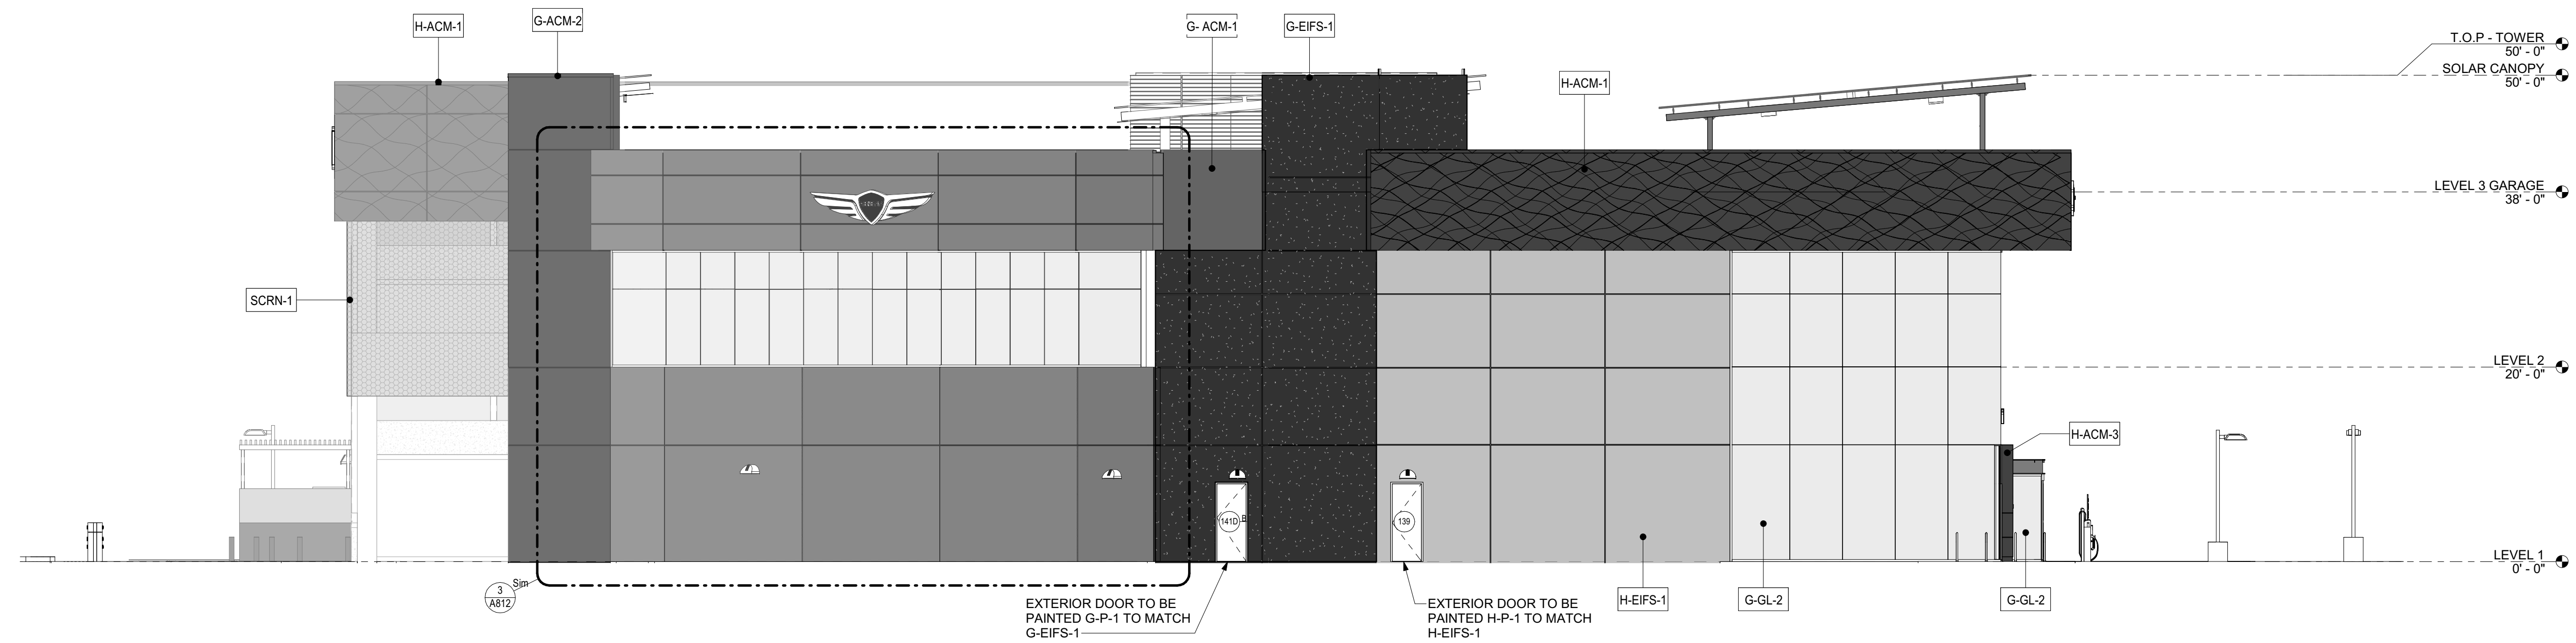 H-ACM-1
G-ACM-2
G- ACM-1
G-EIFS-1
H-ACM-1
T.O.P - TOWER
50' - 0"
SOLAR CANOPY
50' - 0"
LEVEL 3 GARAGE
38' - 0"
SCRN-1
LEVEL 2
20' - 0"
H-ACM-3
141D
B
139
LEVEL 1
0' - 0"
Sim
3
A812
EXTERIOR DOOR TO BE
PAINTED G-P-1 TO MATCH
G-EIFS-1
EXTERIOR DOOR TO BE
PAINTED H-P-1 TO MATCH
H-EIFS-1
H-EIFS-1
G-GL-2
G-GL-2